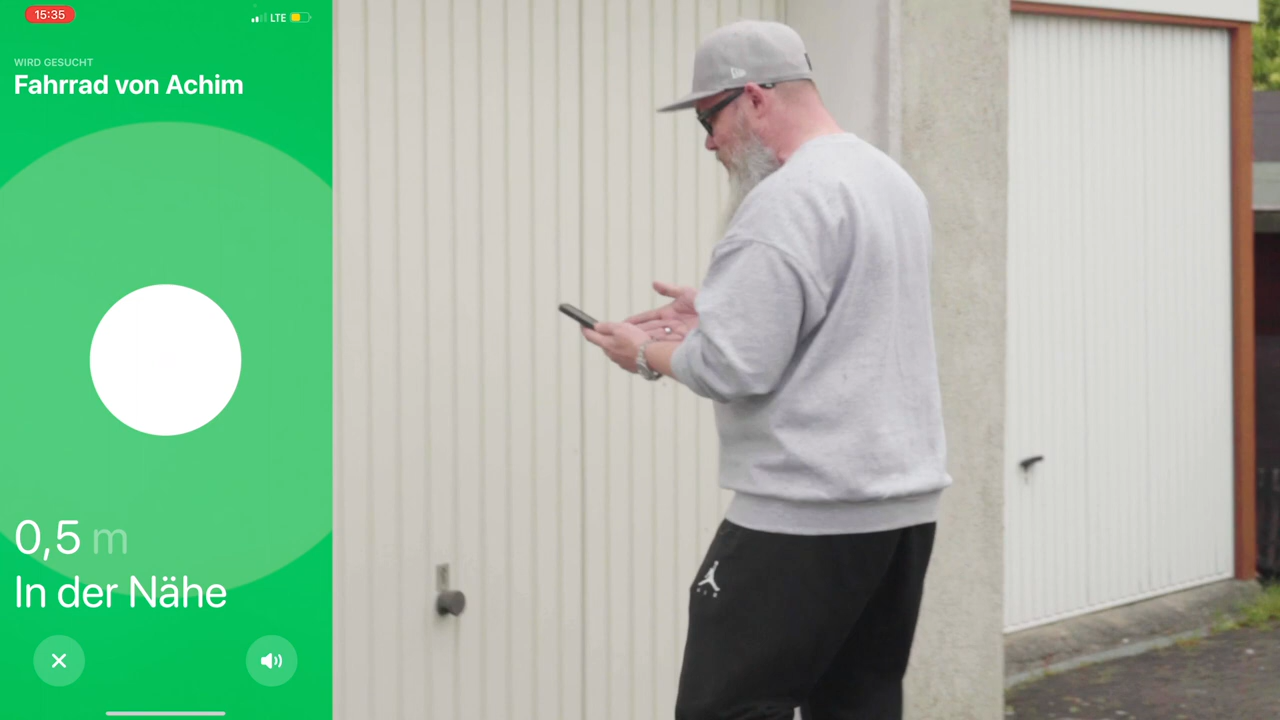 15:35
LTE
WIRD GESUCHT
Fahrrad von Achim
0,5 m
In der Nähe